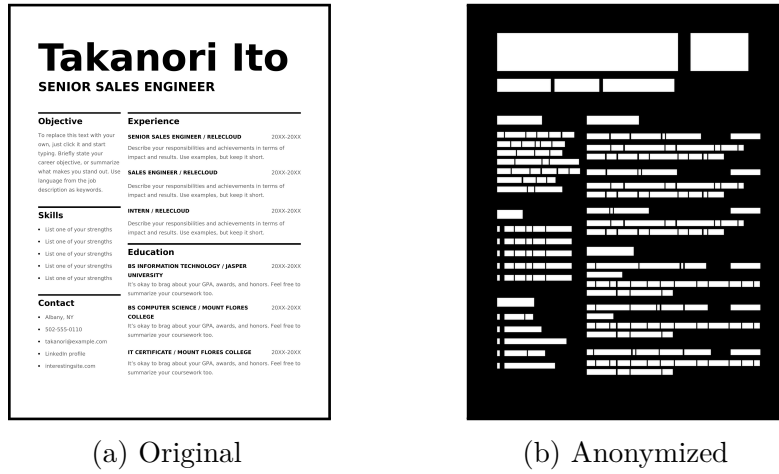 Takanori Ito
SENIOR SALES ENGINEER
Objective
To replace this text with your
own, just click it and start
typing. Briefly state your
career objective, or summarize
what makes you stand out. Use
language from the job
description as keywords.
Skills
• List one of your strengths
• List one of your strengths
• List one of your strengths
• List one of your strengths
• List one of your strengths
Contact
• Albany, NY
• 502-555-0110
• takanori@example.com
• LinkedIn profile
• interestingsite.com
Experience
SENIOR SALES ENGINEER / RELECLOUD 20XX-20XX
Describe your responsibilities and achievements in terms of
impact and results. Use examples, but keep it short.
SALES ENGINEER / RELECLOUD 20XX-20XX
Describe your responsibilities and achievements in terms of
impact and results. Use examples, but keep it short.
INTERN / RELECLOUD 20XX-20XX
Describe your responsibilities and achievements in terms of
impact and results. Use examples, but keep it short.
Education
BS INFORMATION TECHNOLOGY / JASPER 20XX-20XX
UNIVERSITY
It's okay to brag about your GPA, awards, and honors. Feel free to
summarize your coursework too.
BS COMPUTER SCIENCE / MOUNT FLORES 20XX-20XX
COLLEGE
It's okay to brag about your GPA, awards, and honors. Feel free to
summarize your coursework too.
IT CERTIFICATE / MOUNT FLORES COLLEGE 20XX-20XX
It's okay to brag about your GPA, awards, and honors. Feel free to
summarize your coursework too.
(a) Original
(b) Anonymized